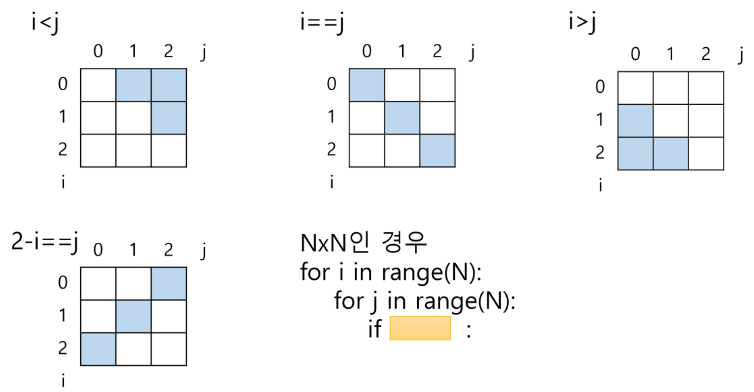 i<j
0 1 2 j
0
1
2
i
i==j
0 1 2 j
0
1
2
i
i>j
0 1 2 j
0
1
2
i
2-i==j
0 1 2 j
0
1
2
i
NxN인 경우
for i in range(N):
for j in range(N):
if :